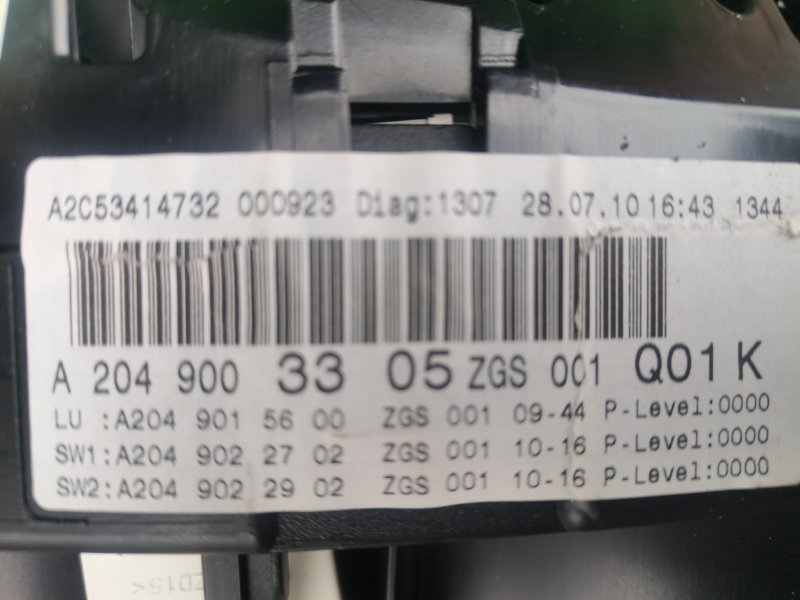 A2C53414732 000923 Diag:1307 28.07.10 16:43 1344
A 204 900 33 05 ZGS 001 Q01 K
LU :A204 901 56 00 ZGS 001 09-44 P-Level:0000
SW1:A204 902 27 02 ZGS 001 10-16 P-Level:0000
SW2:A204 902 29 02 ZGS 001 10-16 P-Level:0000